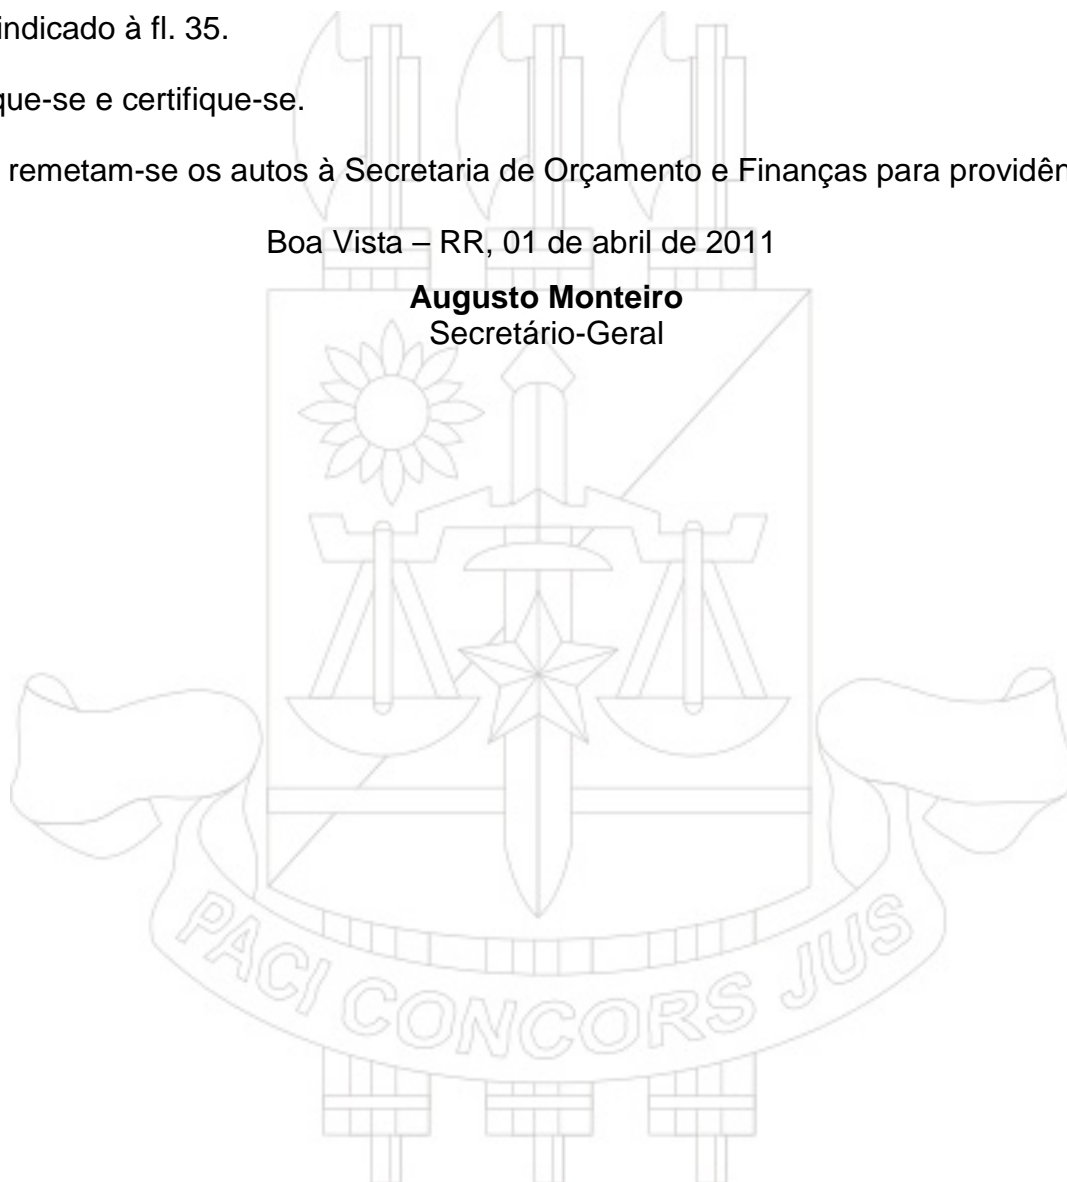 indicado à fl. 35.
que-se e certifique-se.
remetam-se os autos à Secretaria de Orçamento e Finanças para providên
Boa Vista – RR, 01 de abril de 2011
Augusto Monteiro
Secretário-Geral
PACI CONCORS JUS